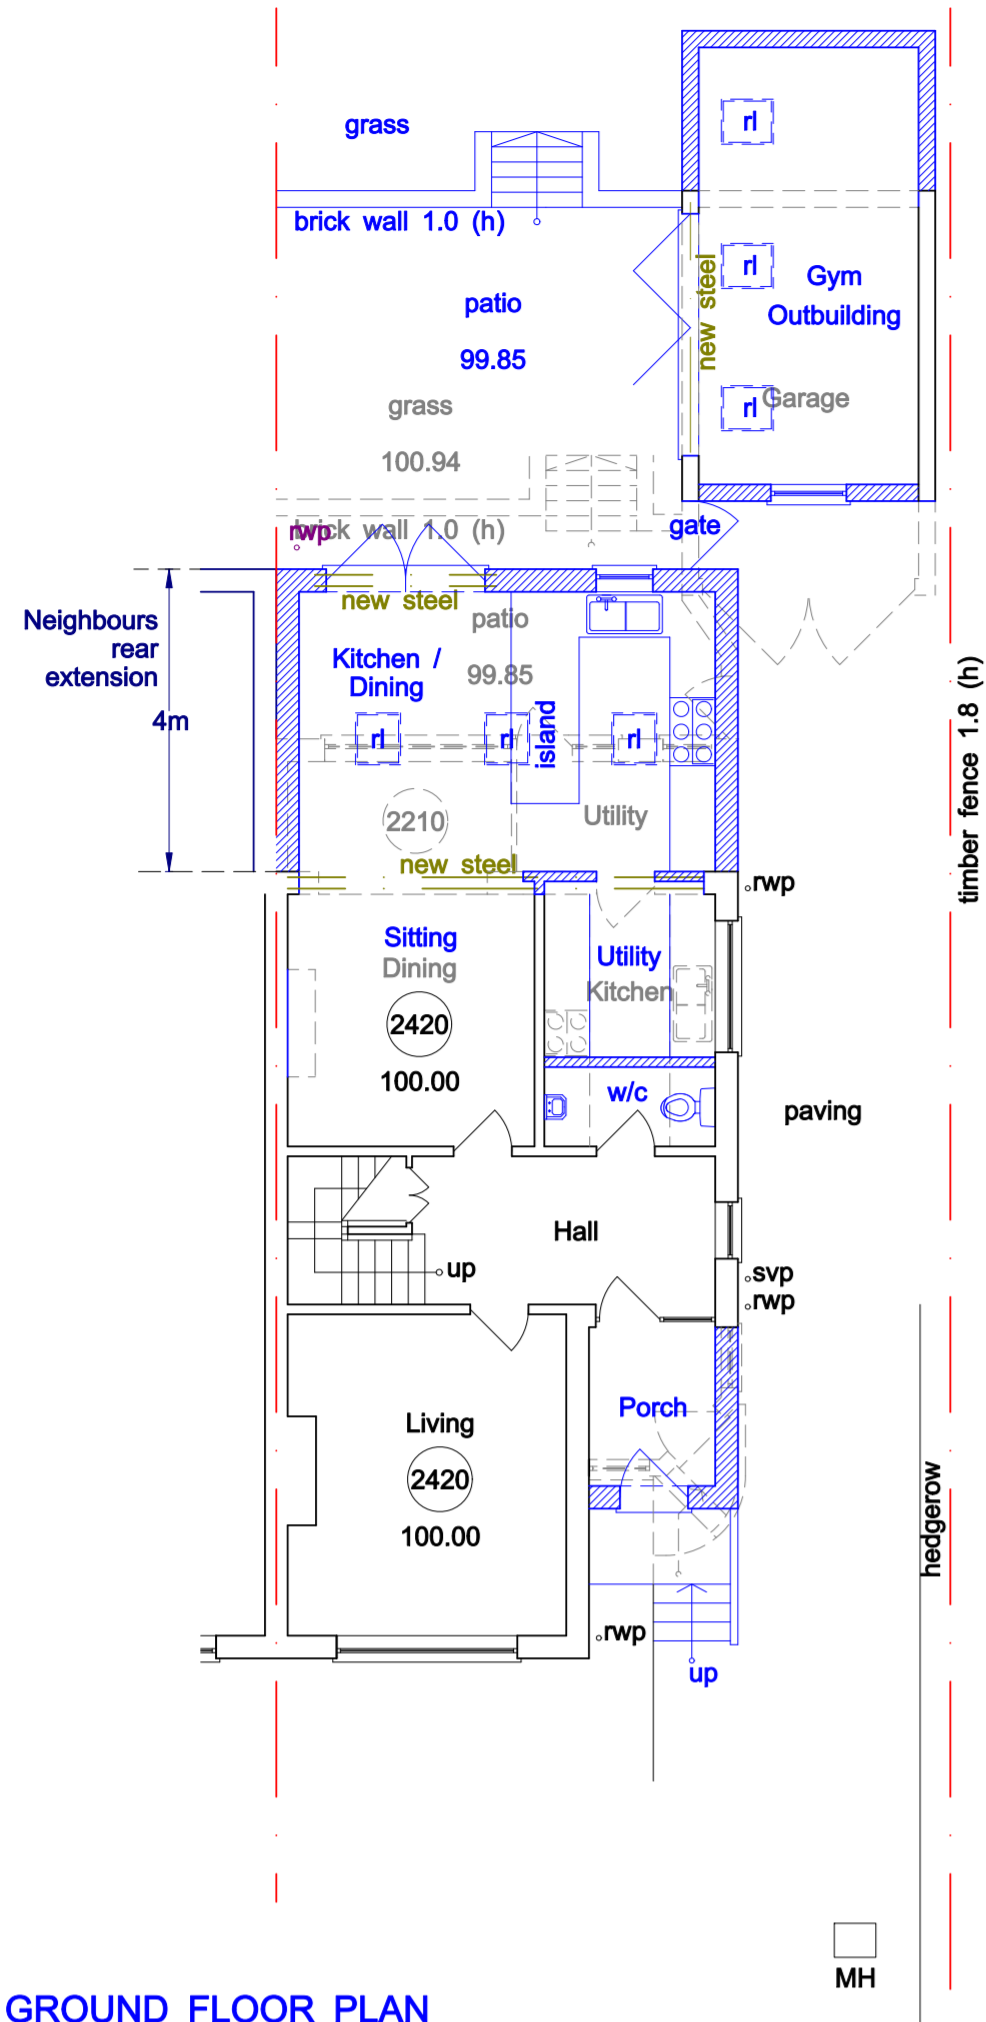 grass
rl
brick wall 1.0 (h)
rl
Gym
Outbuilding
new steel
patio
99.85
rl
Garage
grass
100.94
gate
rwp
brick wall 1.0 (h)
new steel
patio
99.85
Neighbours
rear
extension
4m
Kitchen /
Dining
rl
rl
island
rl
timber fence 1.8 (h)
2210
Utility
new steel
rwp
Sitting
Dining
2420
100.00
Utility
Kitchen
w/c
paving
Hall
up
svp
rwp
Porch
Living
2420
100.00
hedgerow
rwp
up
MH
GROUND FLOOR PLAN